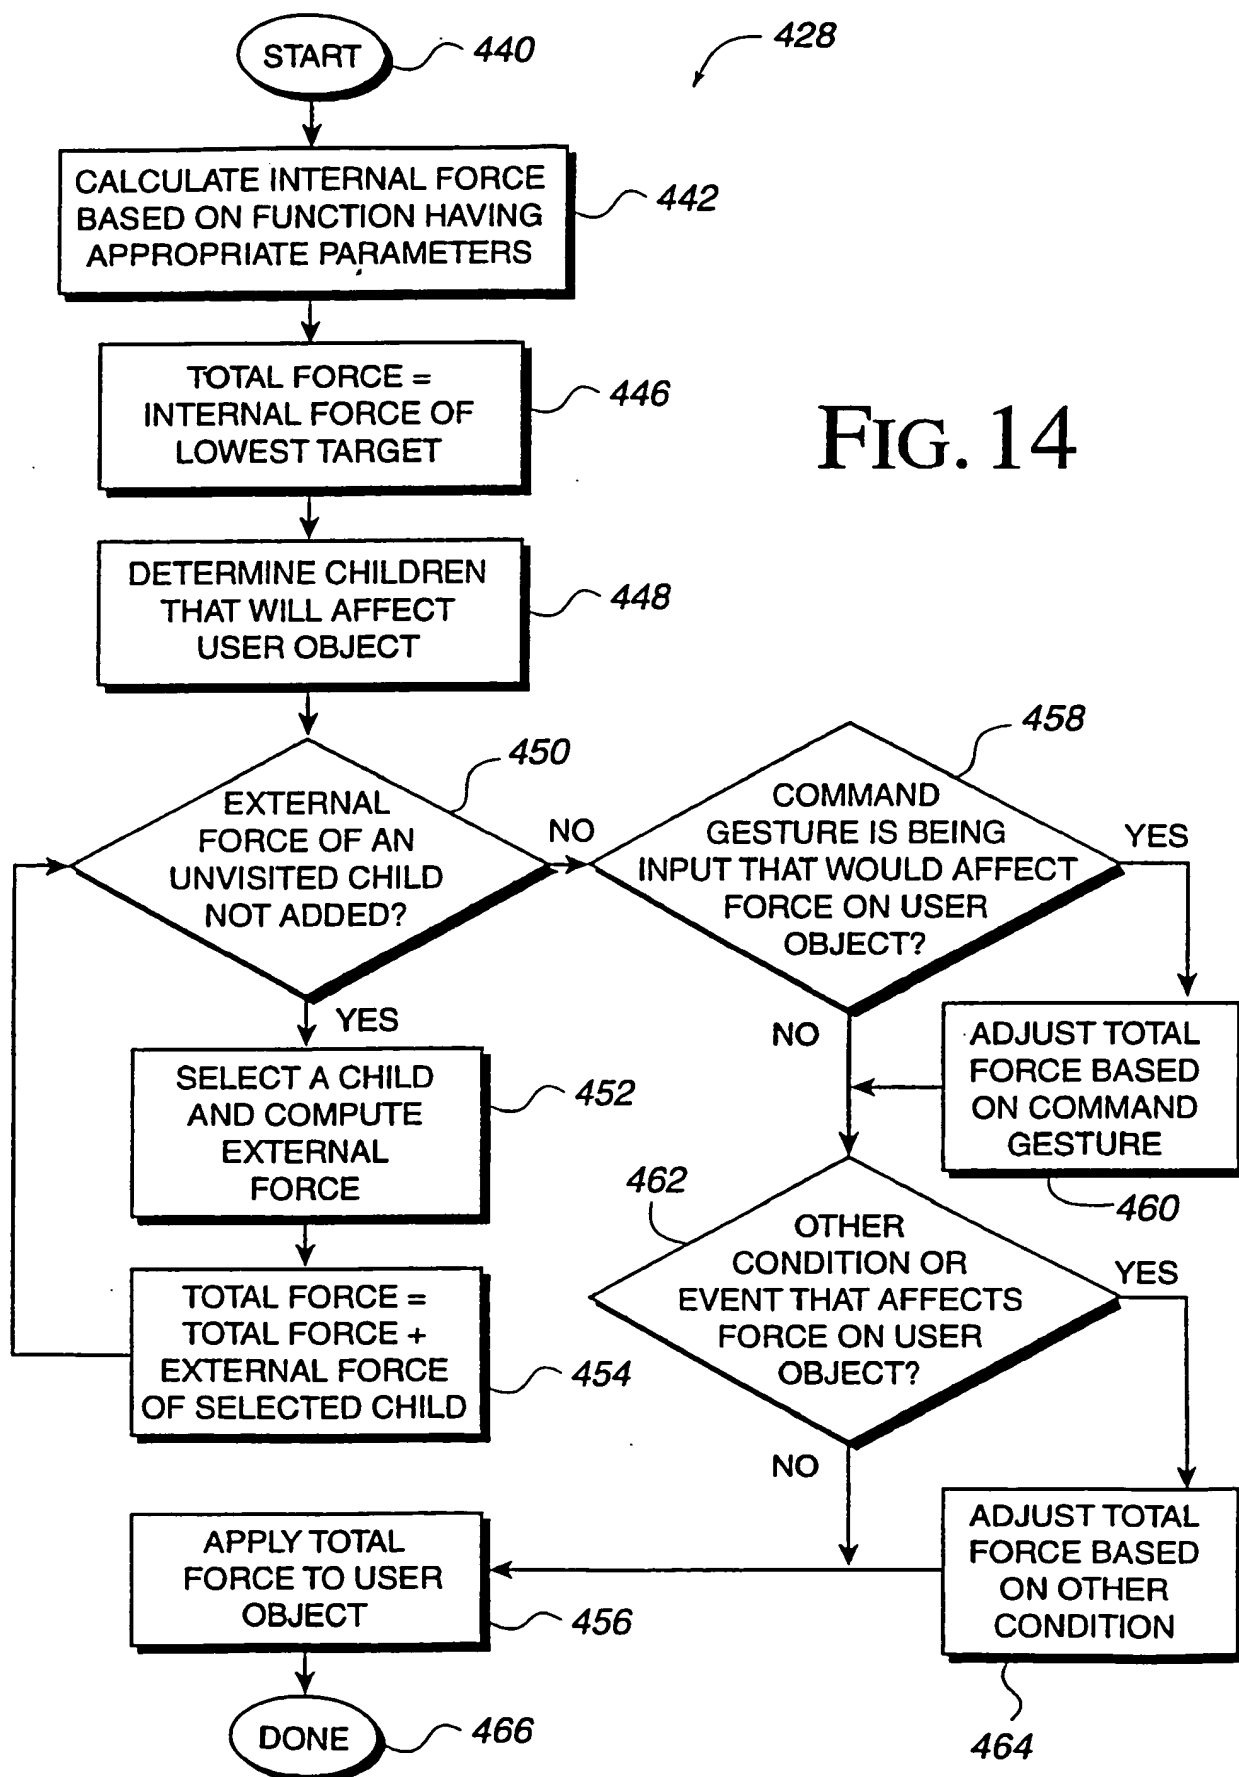 START
440
428
CALCULATE INTERNAL FORCE
BASED ON FUNCTION HAVING
APPROPRIATE PARAMETERS
442
TOTAL FORCE =
INTERNAL FORCE OF
LOWEST TARGET
446
FIG. 14
DETERMINE CHILDREN
THAT WILL AFFECT
USER OBJECT
448
EXTERNAL
FORCE OF AN
UNVISITED CHILD
NOT ADDED?
450
NO
YES
COMMAND
GESTURE IS BEING
INPUT THAT WOULD AFFECT
FORCE ON USER
OBJECT?
458
YES
NO
SELECT A CHILD
AND COMPUTE
EXTERNAL
FORCE
452
ADJUST TOTAL
FORCE BASED
ON COMMAND
GESTURE
460
TOTAL FORCE =
TOTAL FORCE +
EXTERNAL FORCE
OF SELECTED CHILD
454
462
OTHER
CONDITION OR
EVENT THAT AFFECTS
FORCE ON USER
OBJECT?
YES
NO
APPLY TOTAL
FORCE TO USER
OBJECT
456
ADJUST TOTAL
FORCE BASED
ON OTHER
CONDITION
464
DONE
466